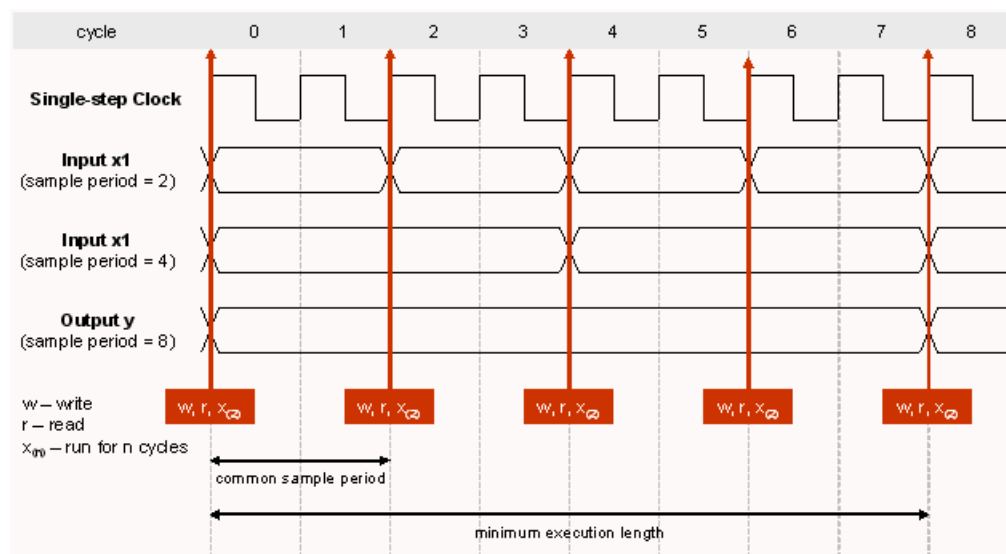 cycle 0 1 2 3 4 5 6 7 8
Single-step Clock
Input x1
(sample period = 2)
Input x1
(sample period = 4)
Output y
(sample period = 8)
w, r, x(2) w, r, x(2) w, r, x(2) w, r, x(2) w, r, x(2)
w – write
r – read
x(n) – run for n cycles
common sample period
minimum execution length